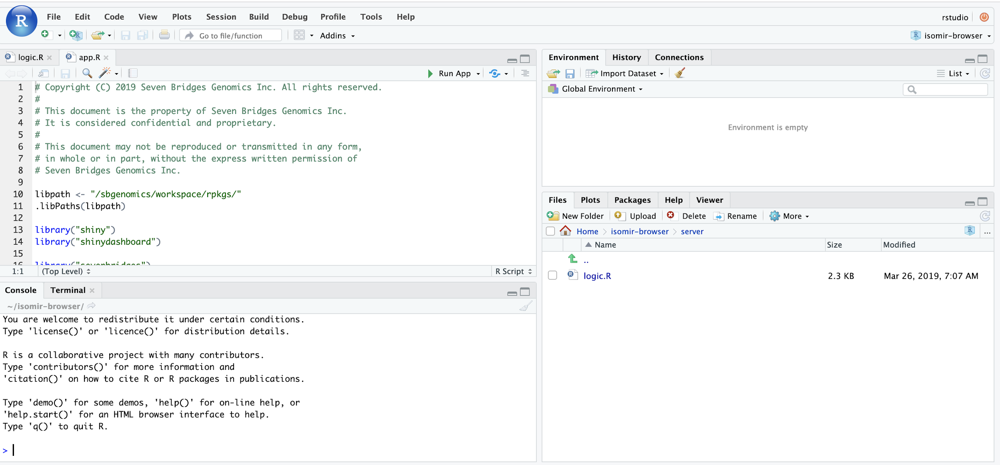 R
File Edit Code View Plots Session Build Debug Profile Tools Help
rstudio
Go to file/function
Addins
isomir-browser
logic.R
app.R
Run App
1 # Copyright (C) 2019 Seven Bridges Genomics Inc. All rights reserved.
2 #
3 # This document is the property of Seven Bridges Genomics Inc.
4 # It is considered confidential and proprietary.
5 #
6 # This document may not be reproduced or transmitted in any form,
7 # in whole or in part, without the express written permission of
8 # Seven Bridges Genomics Inc.
9
10 libpath <- "/sbgenomics/workspace/rpkgs/"
11 .libPaths(libpath)
12
13 library("shiny")
14 library("shinydashboard")
15
16 library("sevenbridges")
1:1 (Top Level) R Script
Console Terminal
~/isomir-browser/
You are welcome to redistribute it under certain conditions.
Type 'license()' or 'licence()' for distribution details.
R is a collaborative project with many contributors.
Type 'contributors()' for more information and
'citation()' on how to cite R or R packages in publications.
Type 'demo()' for some demos, 'help()' for on-line help, or
'help.start()' for an HTML browser interface to help.
Type 'q()' to quit R.
>
Environment History Connections
Import Dataset
List
Global Environment
Environment is empty
Files Plots Packages Help Viewer
New Folder Upload Delete Rename More
Home isomir-browser server ...
Name Size Modified
..
logic.R 2.3 KB Mar 26, 2019, 7:07 AM